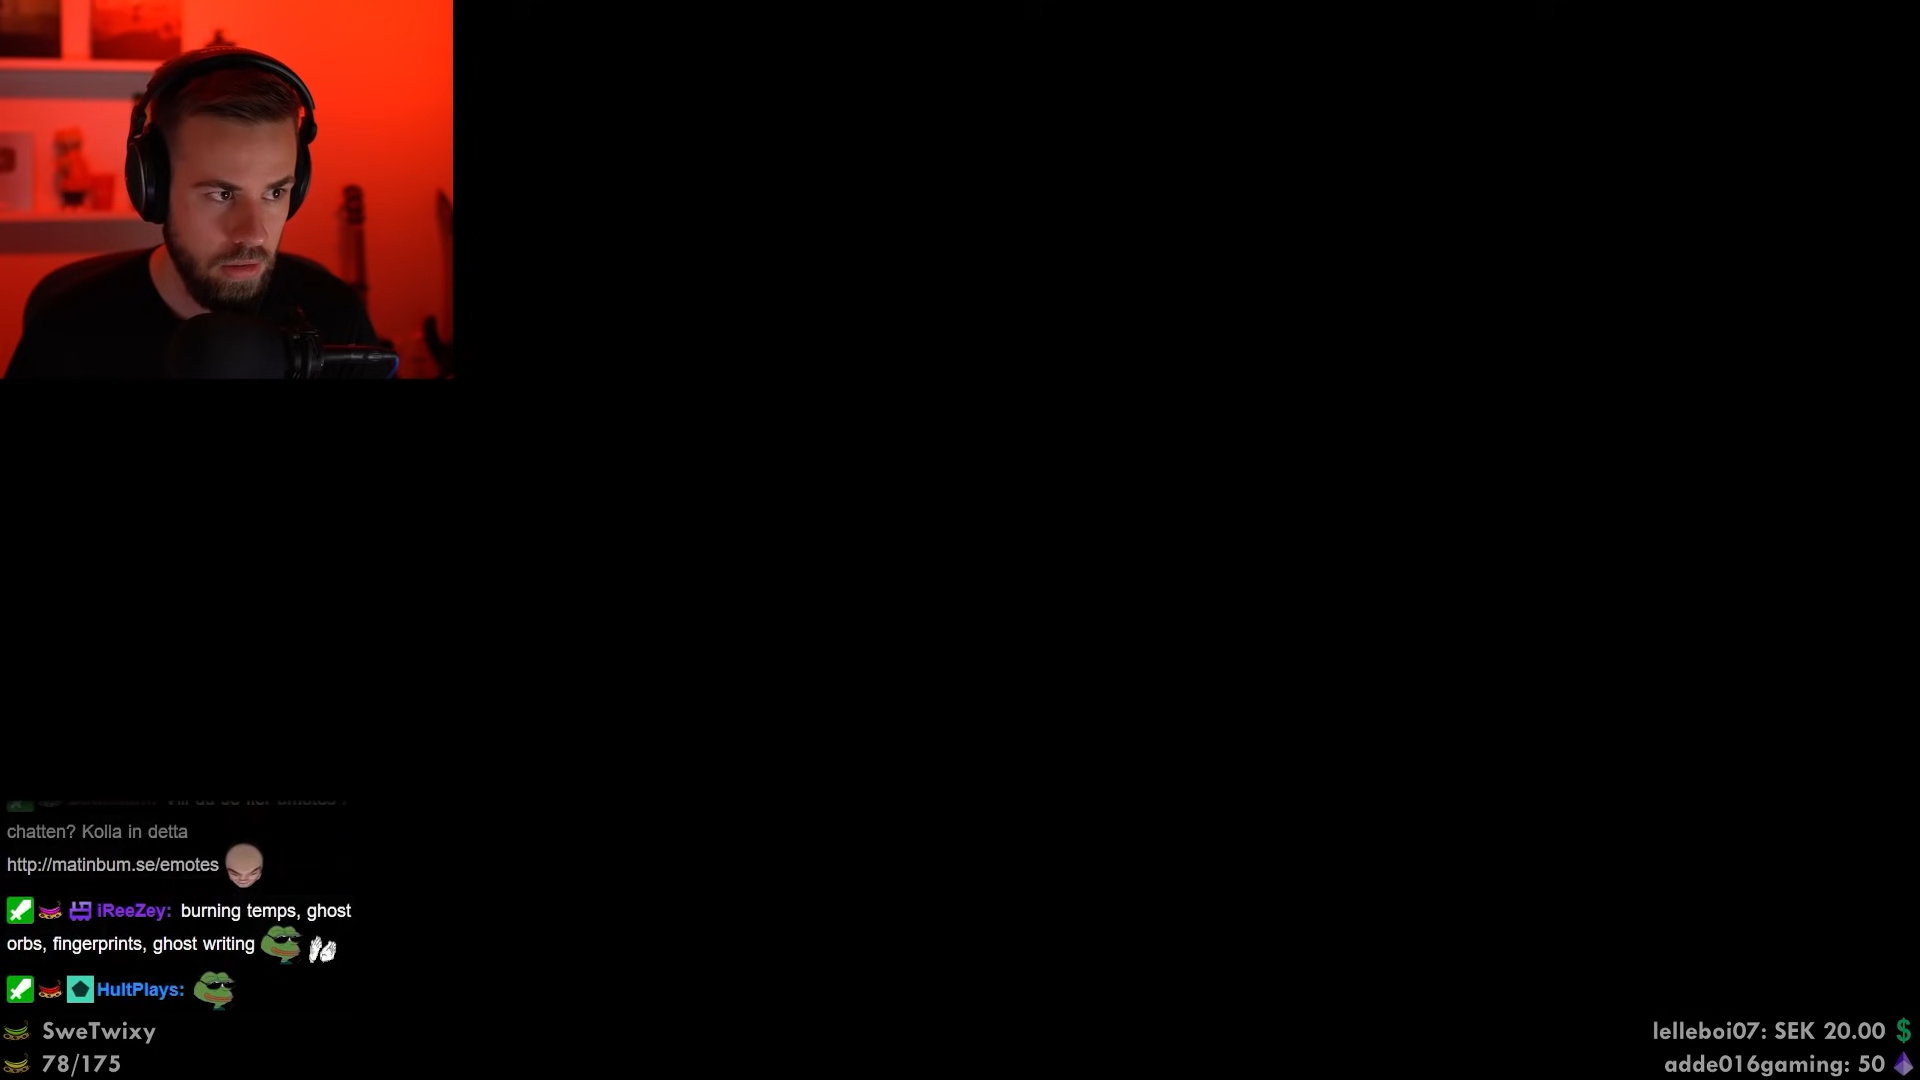 chatten? Kolla in detta
http://matinbum.se/emotes
iReeZey: burning temps, ghost
orbs, fingerprints, ghost writing
HultPlays:
SweTwixy
78/175
lelleboi07: SEK 20.00 $
adde016gaming: 50